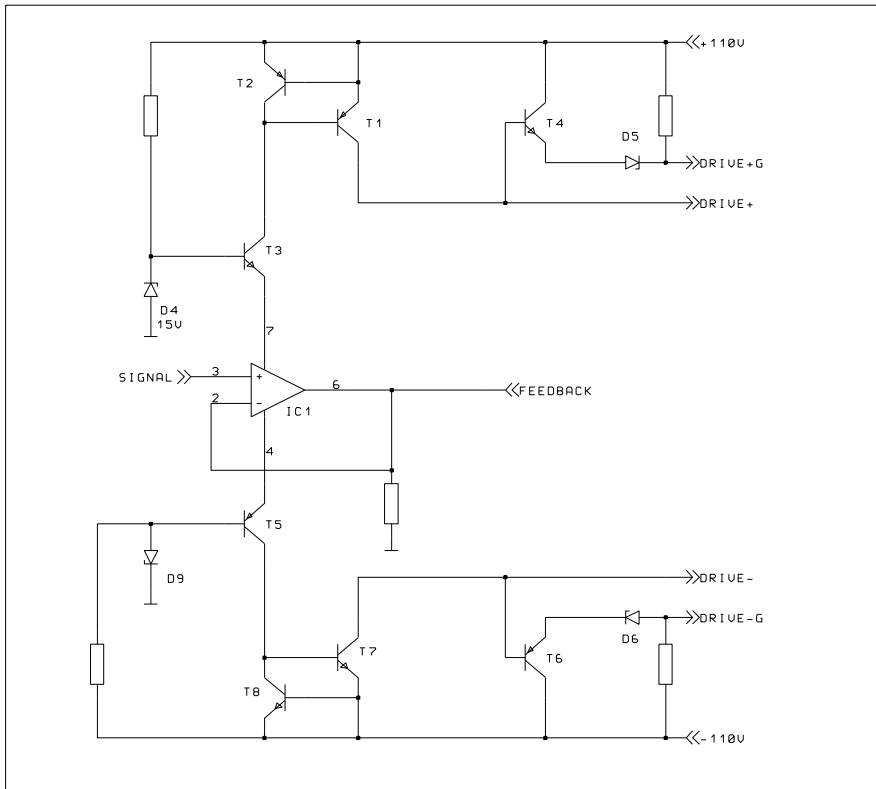 +110V
T2
T1
T4
D5
DRIVE+G
DRIVE+
T3
D4
15V
7
SIGNAL
3
+
6
FEEDBACK
2
-
IC1
4
T5
D9
DRIVE-
DRIVE-G
D6
T7
T6
T8
-110V